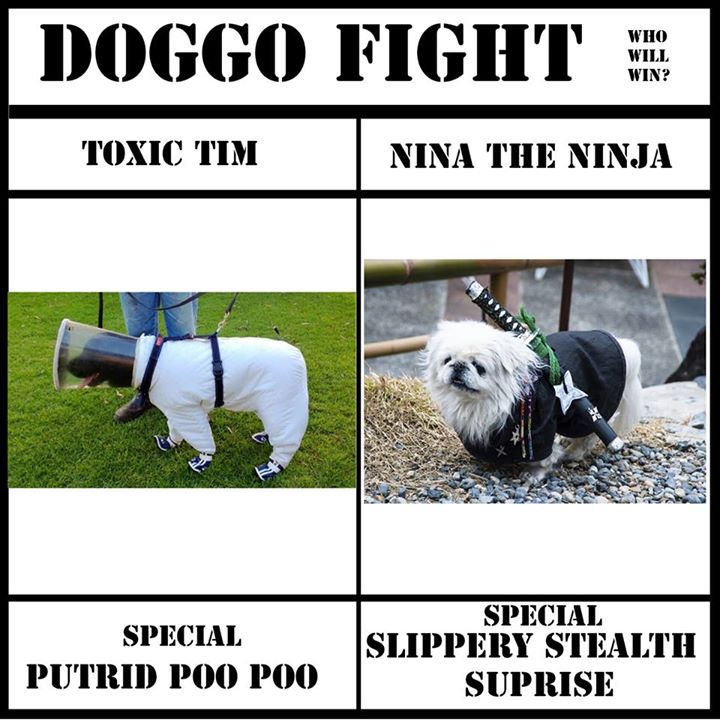 DOGGO FIGHT
WHO
WILL
WIN?
TOXIC TIM
NINA THE NINJA
SPECIAL
PUTRID POO POO
SPECIAL
SLIPPERY STEALTH
SUPRISE